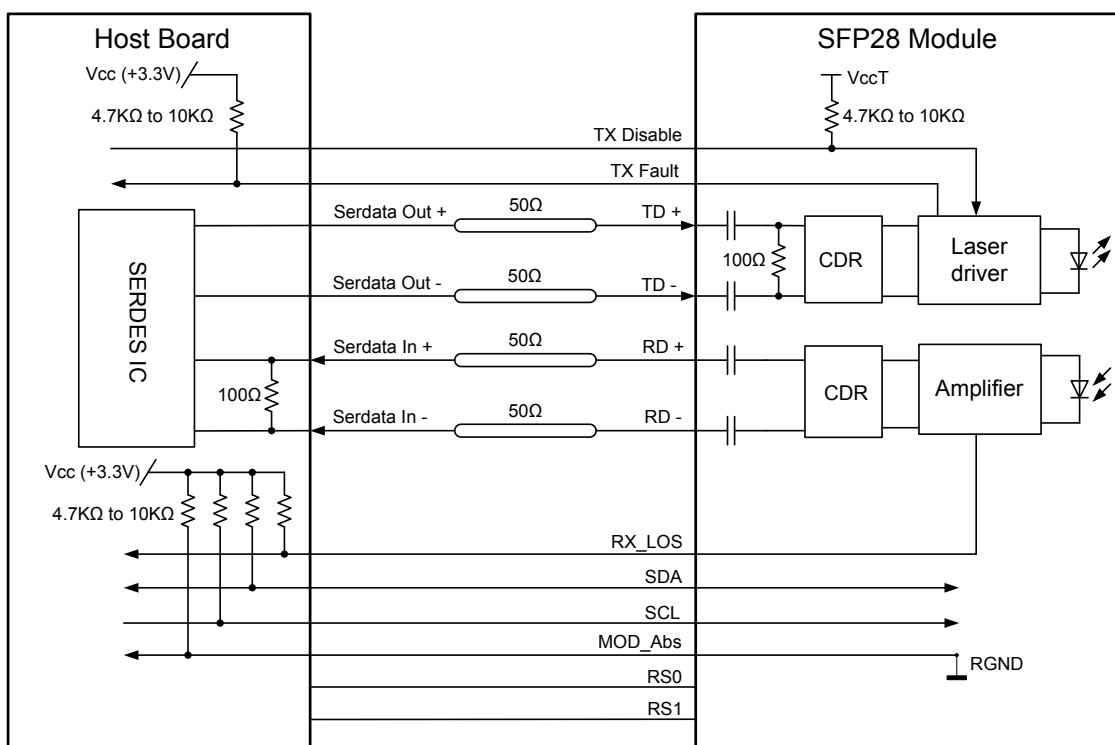 Host Board
SFP28 Module
Vcc (+3.3V)
4.7KΩ to 10KΩ
VccT
4.7KΩ to 10KΩ
TX Disable
TX Fault
Serdata Out +
50Ω
TD +
Serdata Out -
50Ω
TD -
Serdata In +
50Ω
RD +
Serdata In -
50Ω
RD -
SERDES IC
100Ω
100Ω
CDR
Laser
driver
CDR
Amplifier
Vcc (+3.3V)
4.7KΩ to 10KΩ
RX_LOS
SDA
SCL
MOD_Abs
RGND
RS0
RS1